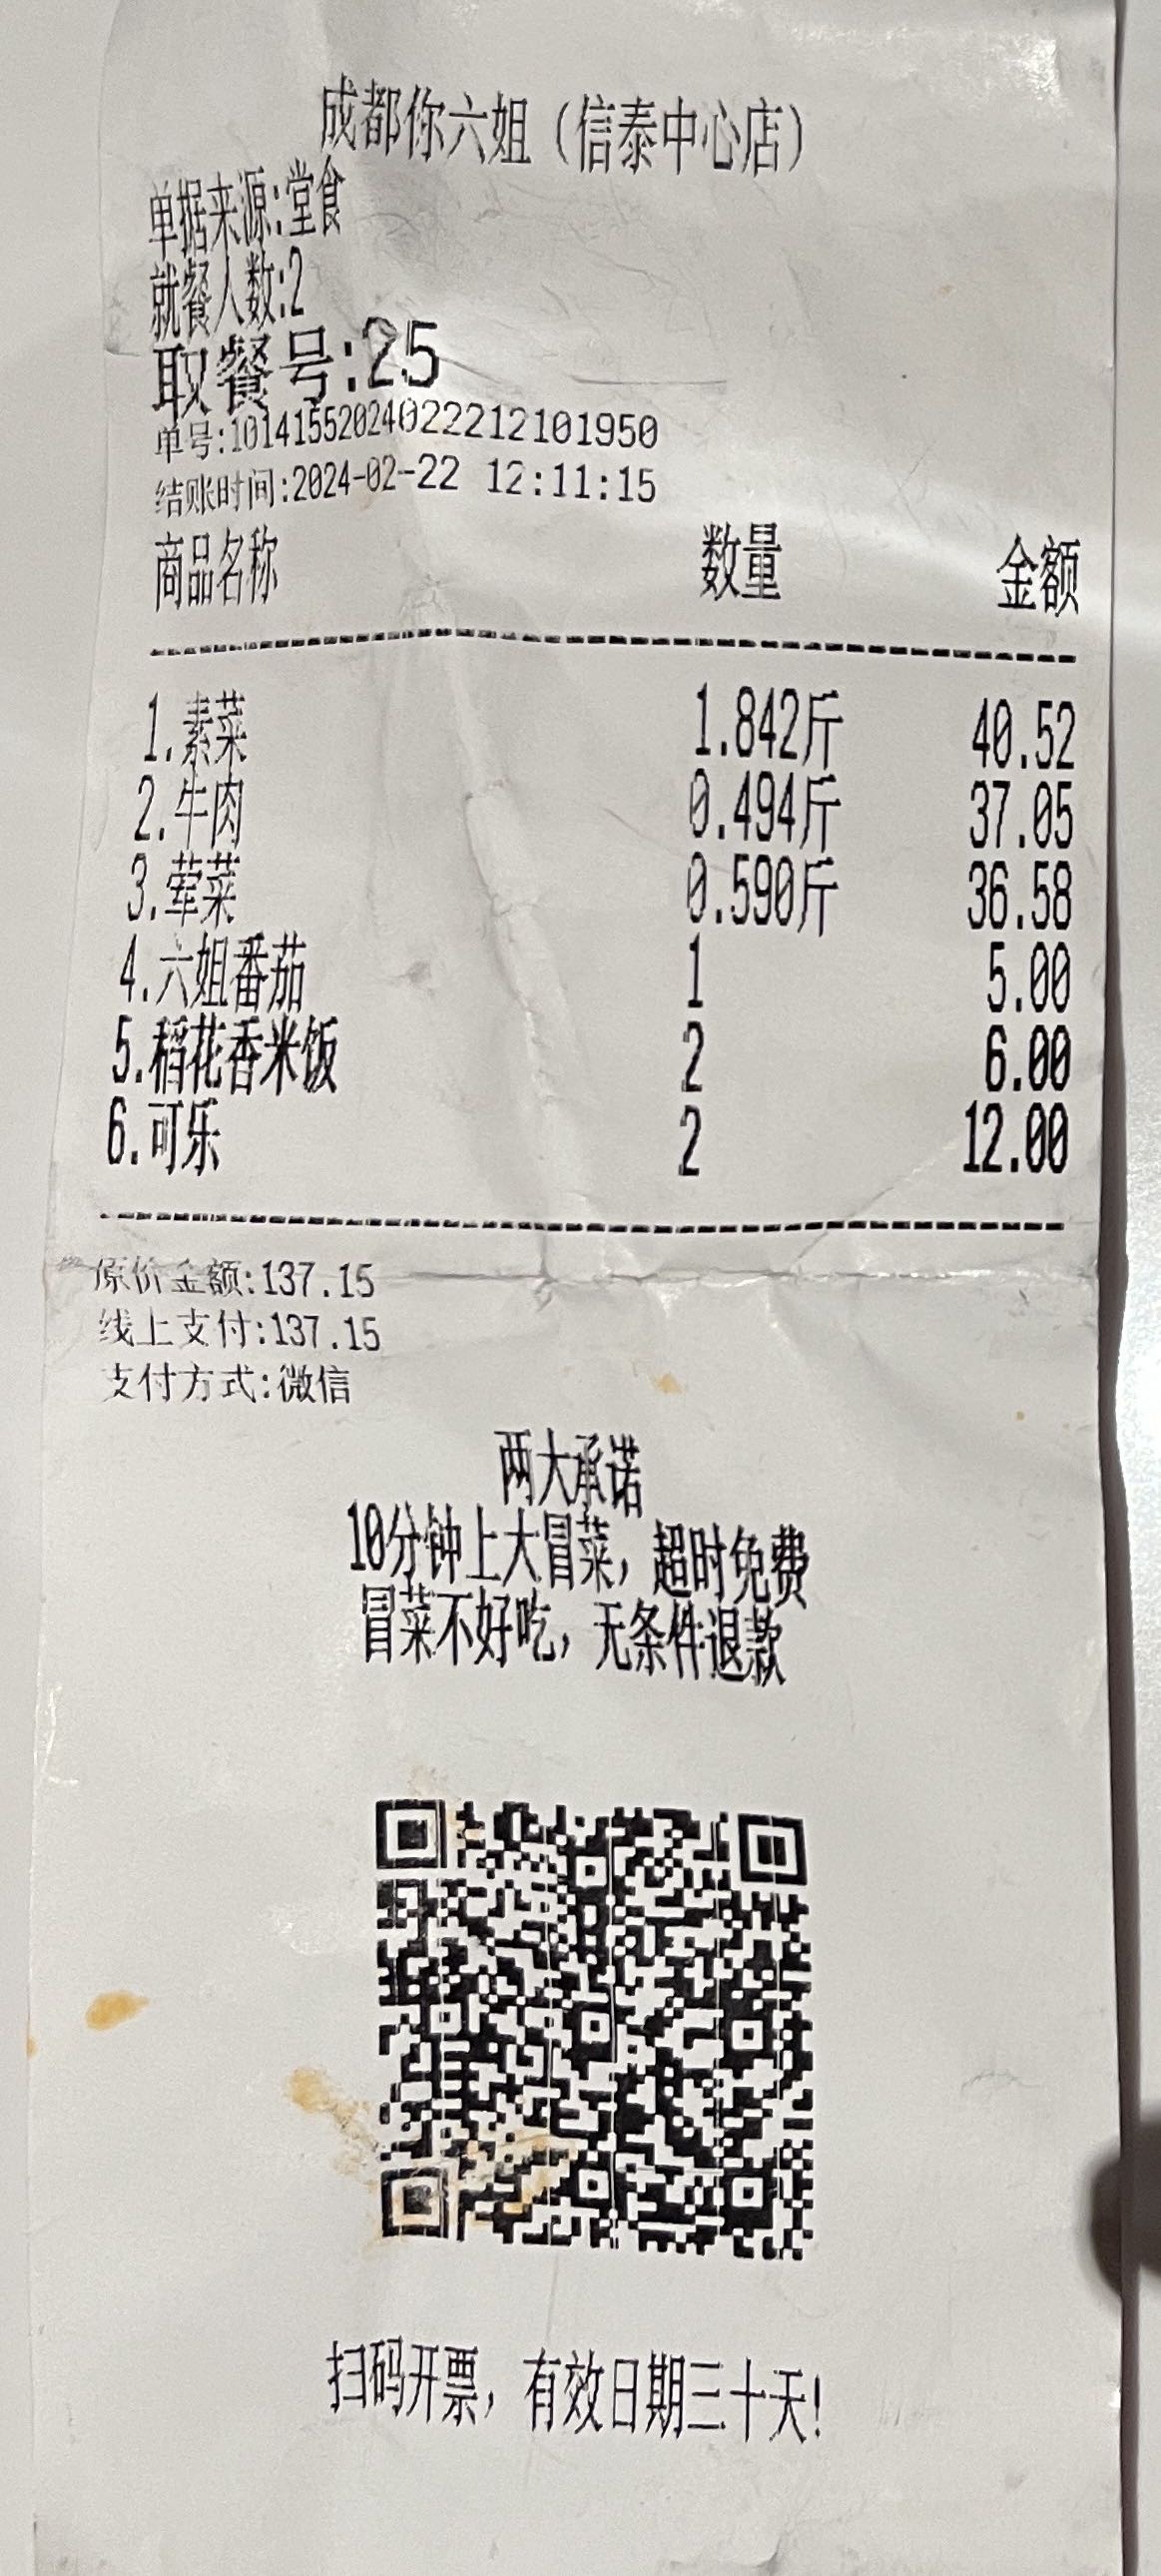 成都你六姐（信泰中心店）
单据来源:堂食
就餐人数:2
取餐号:25
单号:10141552024022212101950
结账时间:2024-02-22 12:11:15
商品名称 数量 金额
1.素菜 1.842斤 40.52
2.牛肉 0.494斤 37.05
3.荤菜 0.590斤 36.58
4.六姐番茄 1 5.00
5.稻花香米饭 2 6.00
6.可乐 2 12.00
原价金额:137.15
线上支付:137.15
支付方式:微信
两大承诺
10分钟上大冒菜，超时免费
冒菜不好吃，无条件退款
扫码开票，有效日期三十天!